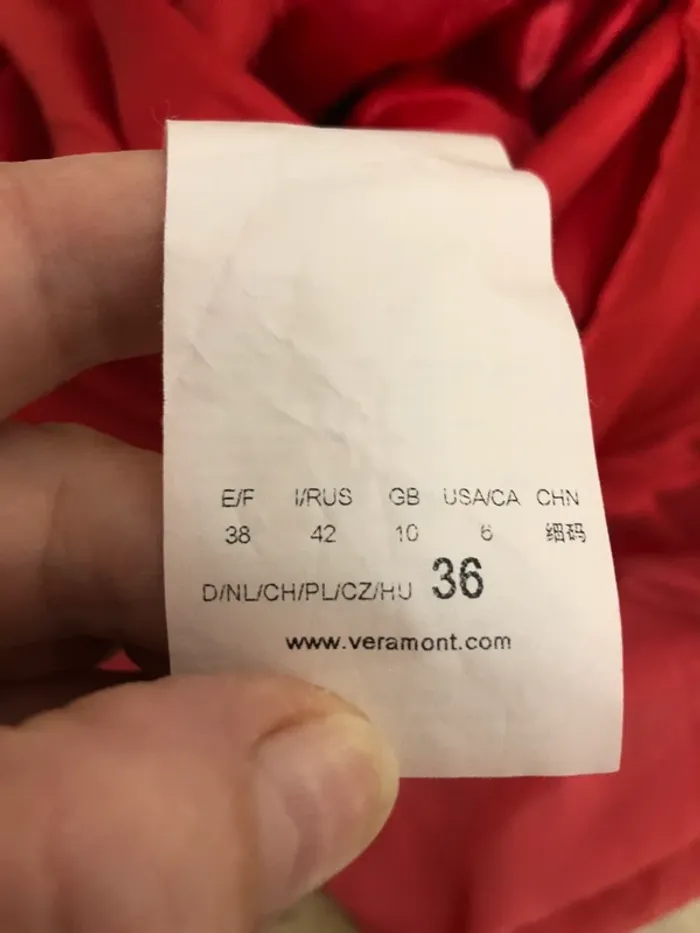 E/F I/RUS GB USA/CA CHN
38 42 10 6 细码
D/NL/CH/PL/CZ/HU 36
www.veramont.com